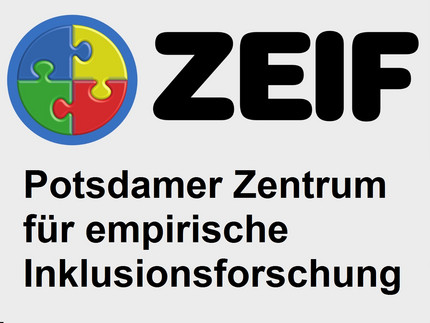 ZEIF
Potsdamer Zentrum
für empirische
Inklusionsforschung